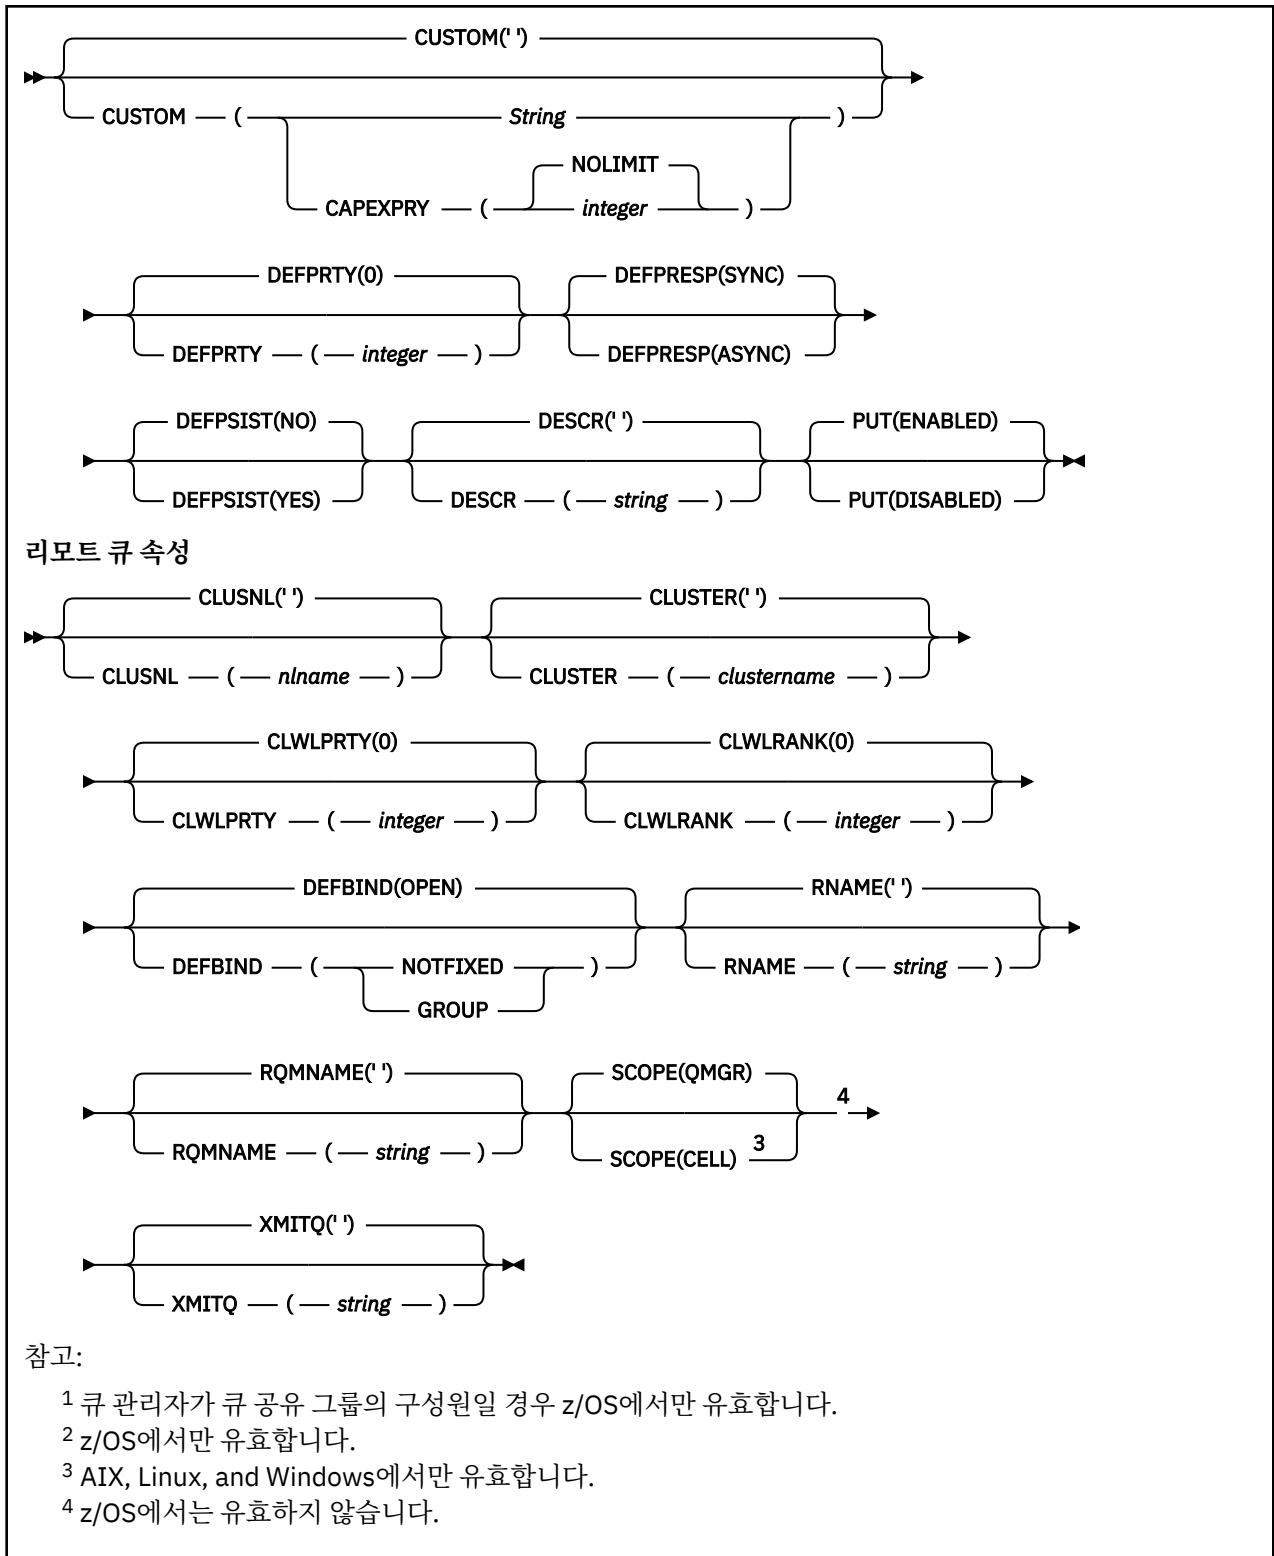 CUSTOM(' ')
CUSTOM ( String )
NOLIMIT
CAPEXPRY ( integer )
DEFPRTY(0) DEFPRESP(SYNC)
DEFPRTY ( integer ) DEFPRESP(ASYNC)
DEFPSIST(NO) DESCR(' ') PUT(ENABLED)
DEFPSIST(YES) DESCR ( string ) PUT(DISABLED)
리모트 큐 속성
CLUSNL(' ') CLUSTER(' ')
CLUSNL ( nlname ) CLUSTER ( clustername )
CLWLPRTY(0) CLWLRANK(0)
CLWLPRTY ( integer ) CLWLRANK ( integer )
DEFBIND(OPEN) RNAME(' ')
DEFBIND ( NOTFIXED ) RNAME ( string )
GROUP
RQMNAME(' ') SCOPE(QMGR) 4
RQMNAME ( string ) SCOPE(CELL) 3
XMITQ(' ')
XMITQ ( string )
참고:
1 큐 관리자가 큐 공유 그룹의 구성원일 경우 z/OS에서만 유효합니다.
2 z/OS에서만 유효합니다.
3 AIX, Linux, and Windows에서만 유효합니다.
4 z/OS에서는 유효하지 않습니다.